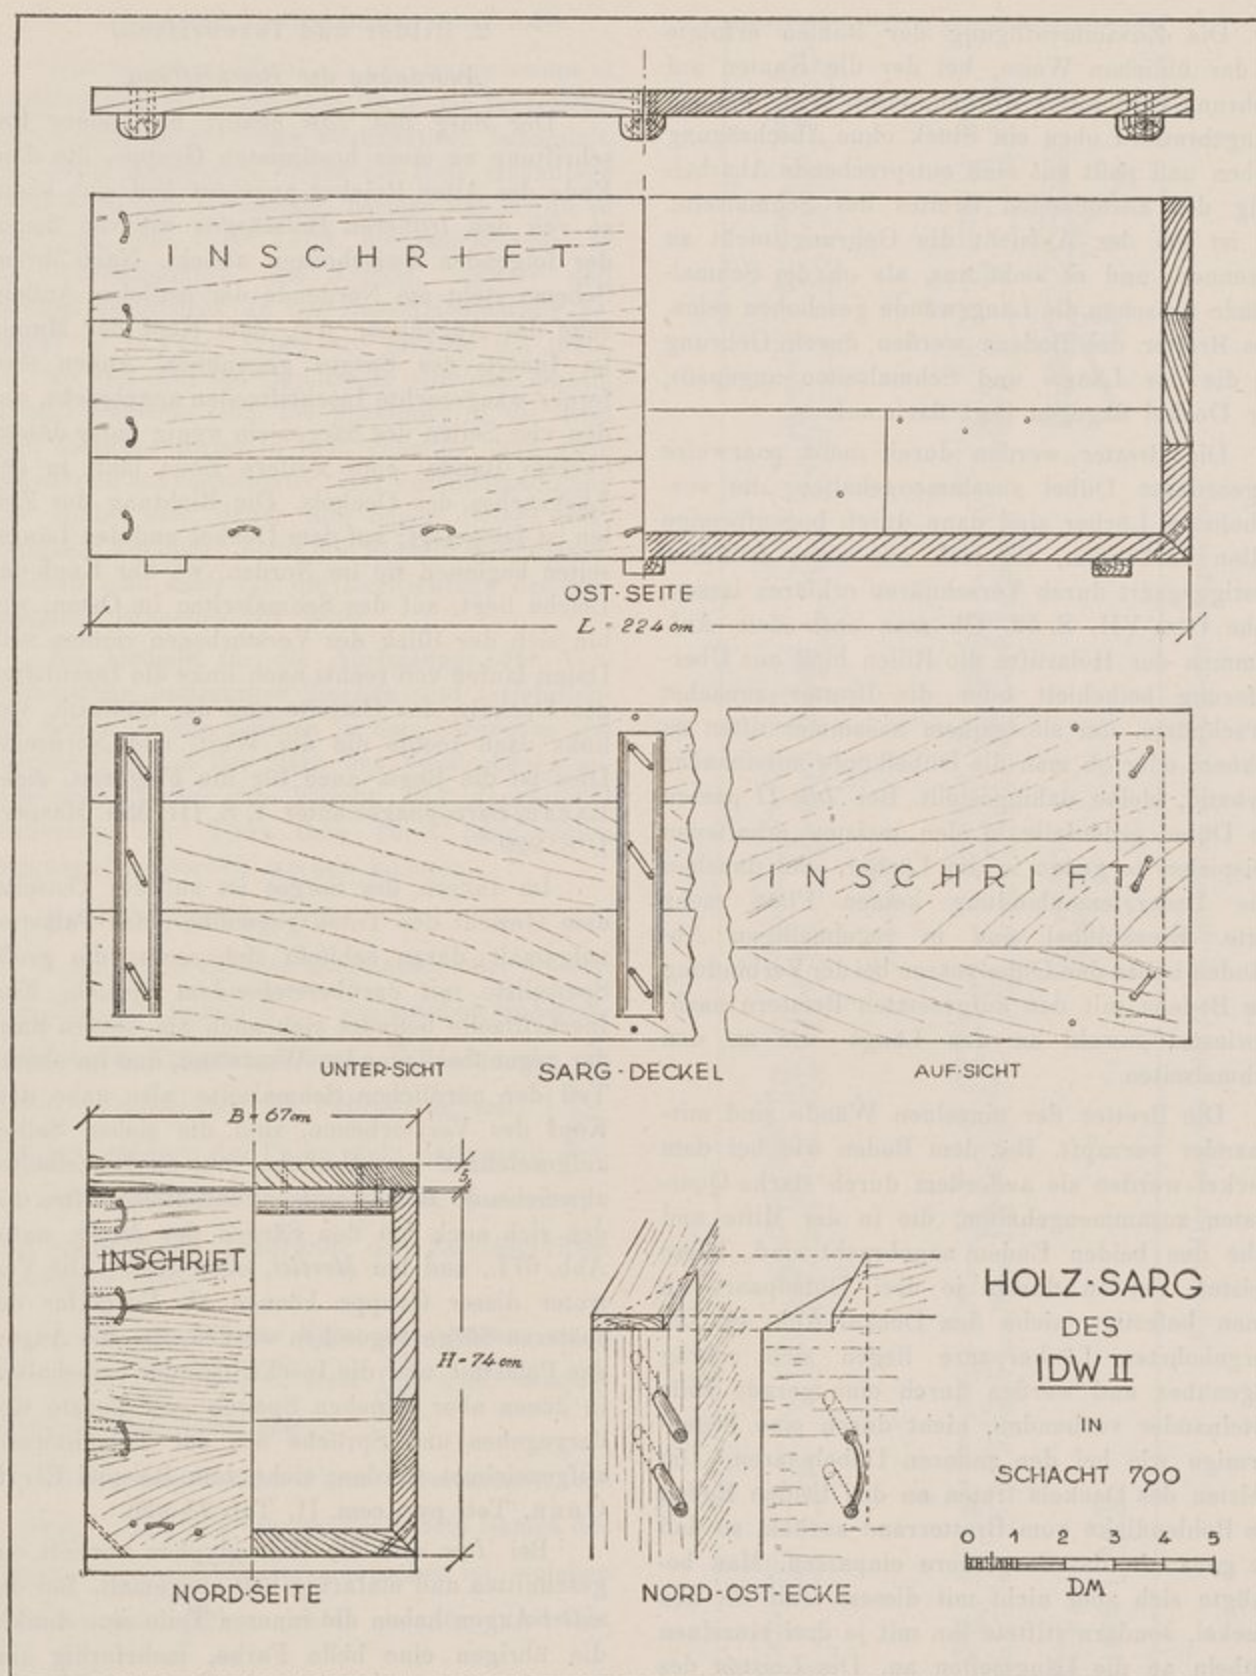 INSCHRIFT
OST-SEITE
L = 224 cm
INSCHRIFT
UNTER-SICHT
SARG-DECKEL
AUF-SICHT
B = 67 cm
5
INSCHRIFT
H = 74 cm
NORD-SEITE
NORD-OST-ECKE
HOLZ·SARG
DES
IDW II
IN
SCHACHT 790
0 1 2 3 4 5
DM